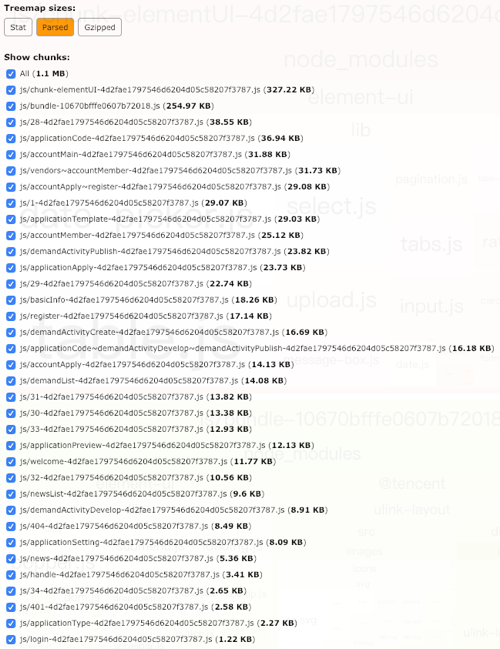 Treemap sizes:
Stat Parsed Gzipped
Show chunks:
All (1.1 MB)
js/chunk-elementUI-4d2fae1797546d6204d05c58207f3787.js (327.22 KB)
js/bundle-10670bfffe0607b72018.js (254.97 KB)
js/28-4d2fae1797546d6204d05c58207f3787.js (38.55 KB)
js/applicationCode-4d2fae1797546d6204d05c58207f3787.js (36.94 KB)
js/accountMain-4d2fae1797546d6204d05c58207f3787.js (31.88 KB)
js/vendors~accountMember-4d2fae1797546d6204d05c58207f3787.js (31.73 KB)
js/accountApply~register-4d2fae1797546d6204d05c58207f3787.js (29.08 KB)
js/1-4d2fae1797546d6204d05c58207f3787.js (29.07 KB)
js/applicationTemplate-4d2fae1797546d6204d05c58207f3787.js (29.03 KB)
js/accountMember-4d2fae1797546d6204d05c58207f3787.js (25.12 KB)
js/demandActivityPublish-4d2fae1797546d6204d05c58207f3787.js (23.82 KB)
js/applicationApply-4d2fae1797546d6204d05c58207f3787.js (23.73 KB)
js/29-4d2fae1797546d6204d05c58207f3787.js (22.74 KB)
js/basicInfo-4d2fae1797546d6204d05c58207f3787.js (18.26 KB)
js/register-4d2fae1797546d6204d05c58207f3787.js (17.14 KB)
js/demandActivityCreate-4d2fae1797546d6204d05c58207f3787.js (16.69 KB)
js/applicationCode~demandActivityDevelop~demandActivityPublish-4d2fae1797546d6204d05c58207f3787.js (16.18 KB)
js/accountApply-4d2fae1797546d6204d05c58207f3787.js (14.13 KB)
js/demandList-4d2fae1797546d6204d05c58207f3787.js (14.08 KB)
js/31-4d2fae1797546d6204d05c58207f3787.js (13.82 KB)
js/30-4d2fae1797546d6204d05c58207f3787.js (13.38 KB)
js/33-4d2fae1797546d6204d05c58207f3787.js (12.93 KB)
js/applicationPreview-4d2fae1797546d6204d05c58207f3787.js (12.13 KB)
js/welcome-4d2fae1797546d6204d05c58207f3787.js (11.77 KB)
js/32-4d2fae1797546d6204d05c58207f3787.js (10.56 KB)
js/newsList-4d2fae1797546d6204d05c58207f3787.js (9.6 KB)
js/demandActivityDevelop-4d2fae1797546d6204d05c58207f3787.js (8.91 KB)
js/404-4d2fae1797546d6204d05c58207f3787.js (8.49 KB)
js/applicationSetting-4d2fae1797546d6204d05c58207f3787.js (8.09 KB)
js/news-4d2fae1797546d6204d05c58207f3787.js (5.36 KB)
js/handle-4d2fae1797546d6204d05c58207f3787.js (3.41 KB)
js/34-4d2fae1797546d6204d05c58207f3787.js (2.65 KB)
js/401-4d2fae1797546d6204d05c58207f3787.js (2.58 KB)
js/applicationType-4d2fae1797546d6204d05c58207f3787.js (2.27 KB)
js/login-4d2fae1797546d6204d05c58207f3787.js (1.22 KB)
node_modules
element-ui
lib
pagination.js
date-picker.js
select.js
tabs.js
upload.js
input.js
table.js
message-box.js
node_modules
@tencent
ulink-layout
src
images